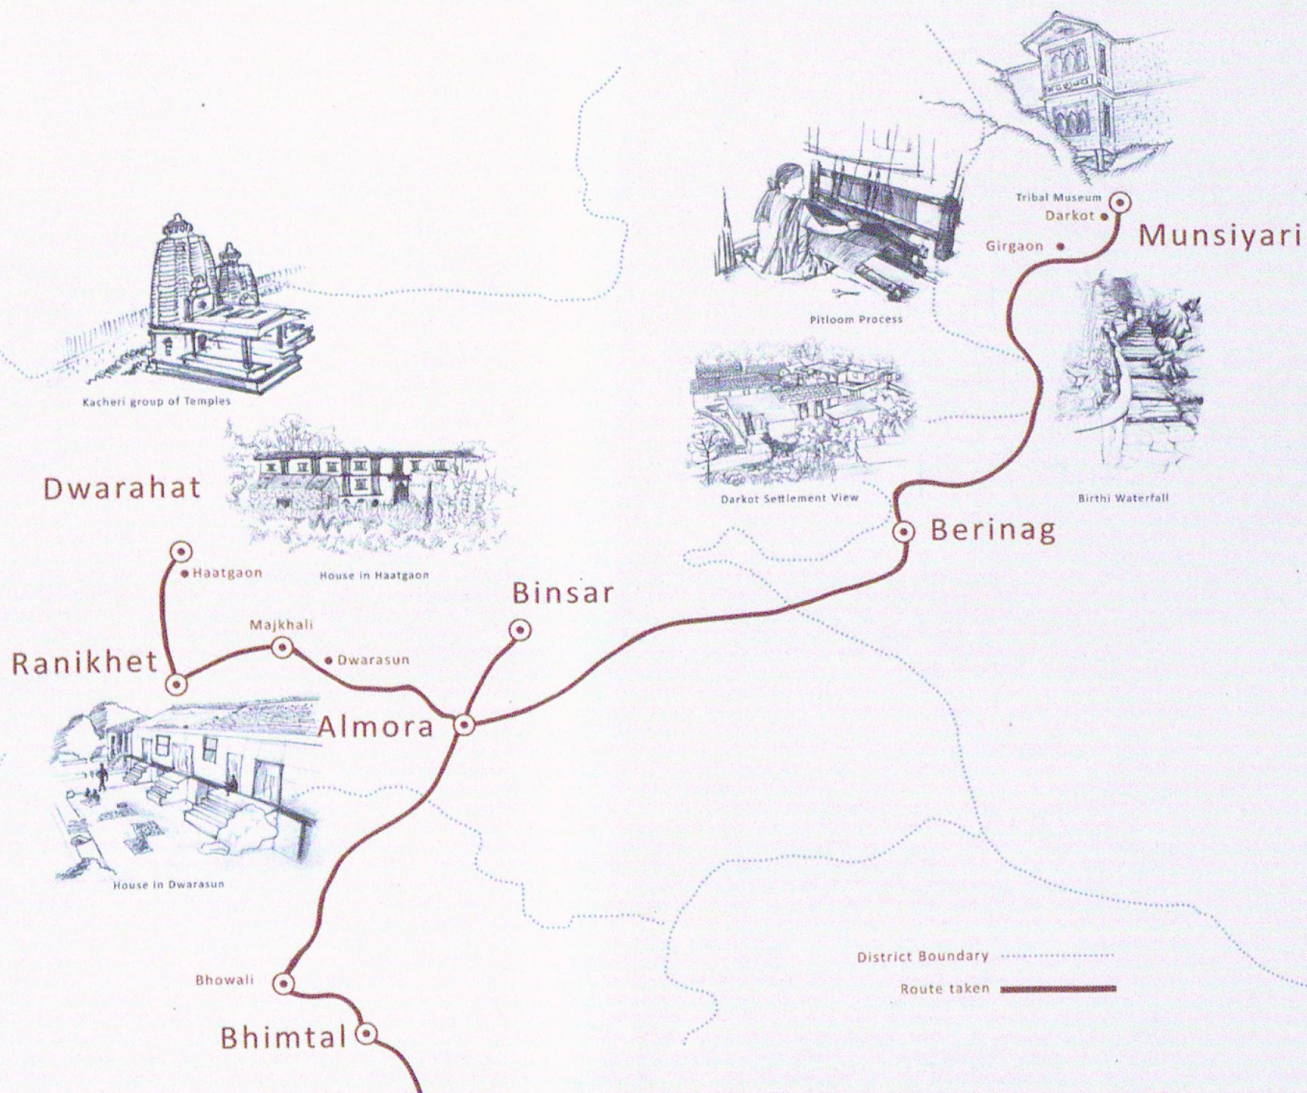 Tribal Museum
Darkot
Munsiyari
Girgaon
Pitloom Process
Kacheri group of Temples
Dwarahat
Darkot Settlement View
Birthi Waterfall
Berinag
Haatgaon
House in Haatgaon
Binsar
Majkhali
Ranikhet
Dwarasun
Almora
House in Dwarasun
District Boundary
Bhowali
Route taken
Bhimtal